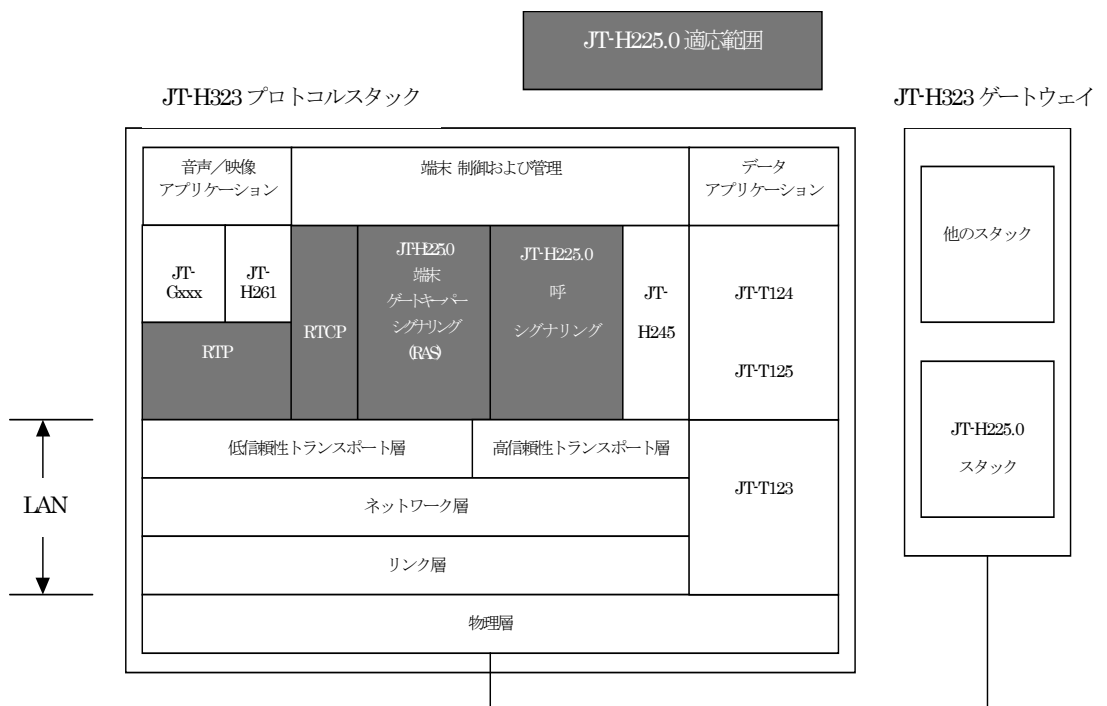 JT-H225.0 適応範囲
JT-H323 プロトコルスタック
JT-H323 ゲートウェイ
音声／映像
アプリケーション
端末 制御および管理
データ
アプリケーション
JT-
Gxxx
JT-
H261
RTP
RTCP
JT-H225.0
端末
ゲートキーパー
シグナリング
(RAS)
JT-H225.0
呼
シグナリング
JT-
H245
JT-T124
JT-T125
他のスタック
JT-H225.0
スタック
LAN
低信頼性トランスポート層
高信頼性トランスポート層
JT-T123
ネットワーク層
リンク層
物理層